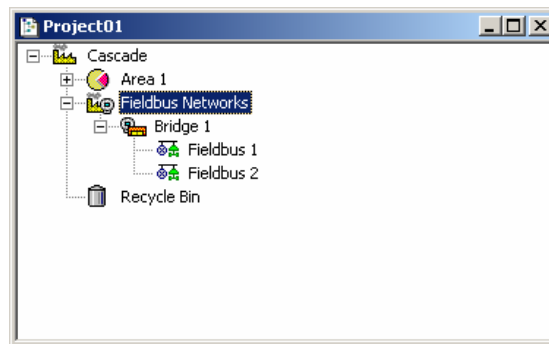 Project01
Cascade
Area 1
Fieldbus Networks
Bridge 1
Fieldbus 1
Fieldbus 2
Recycle Bin